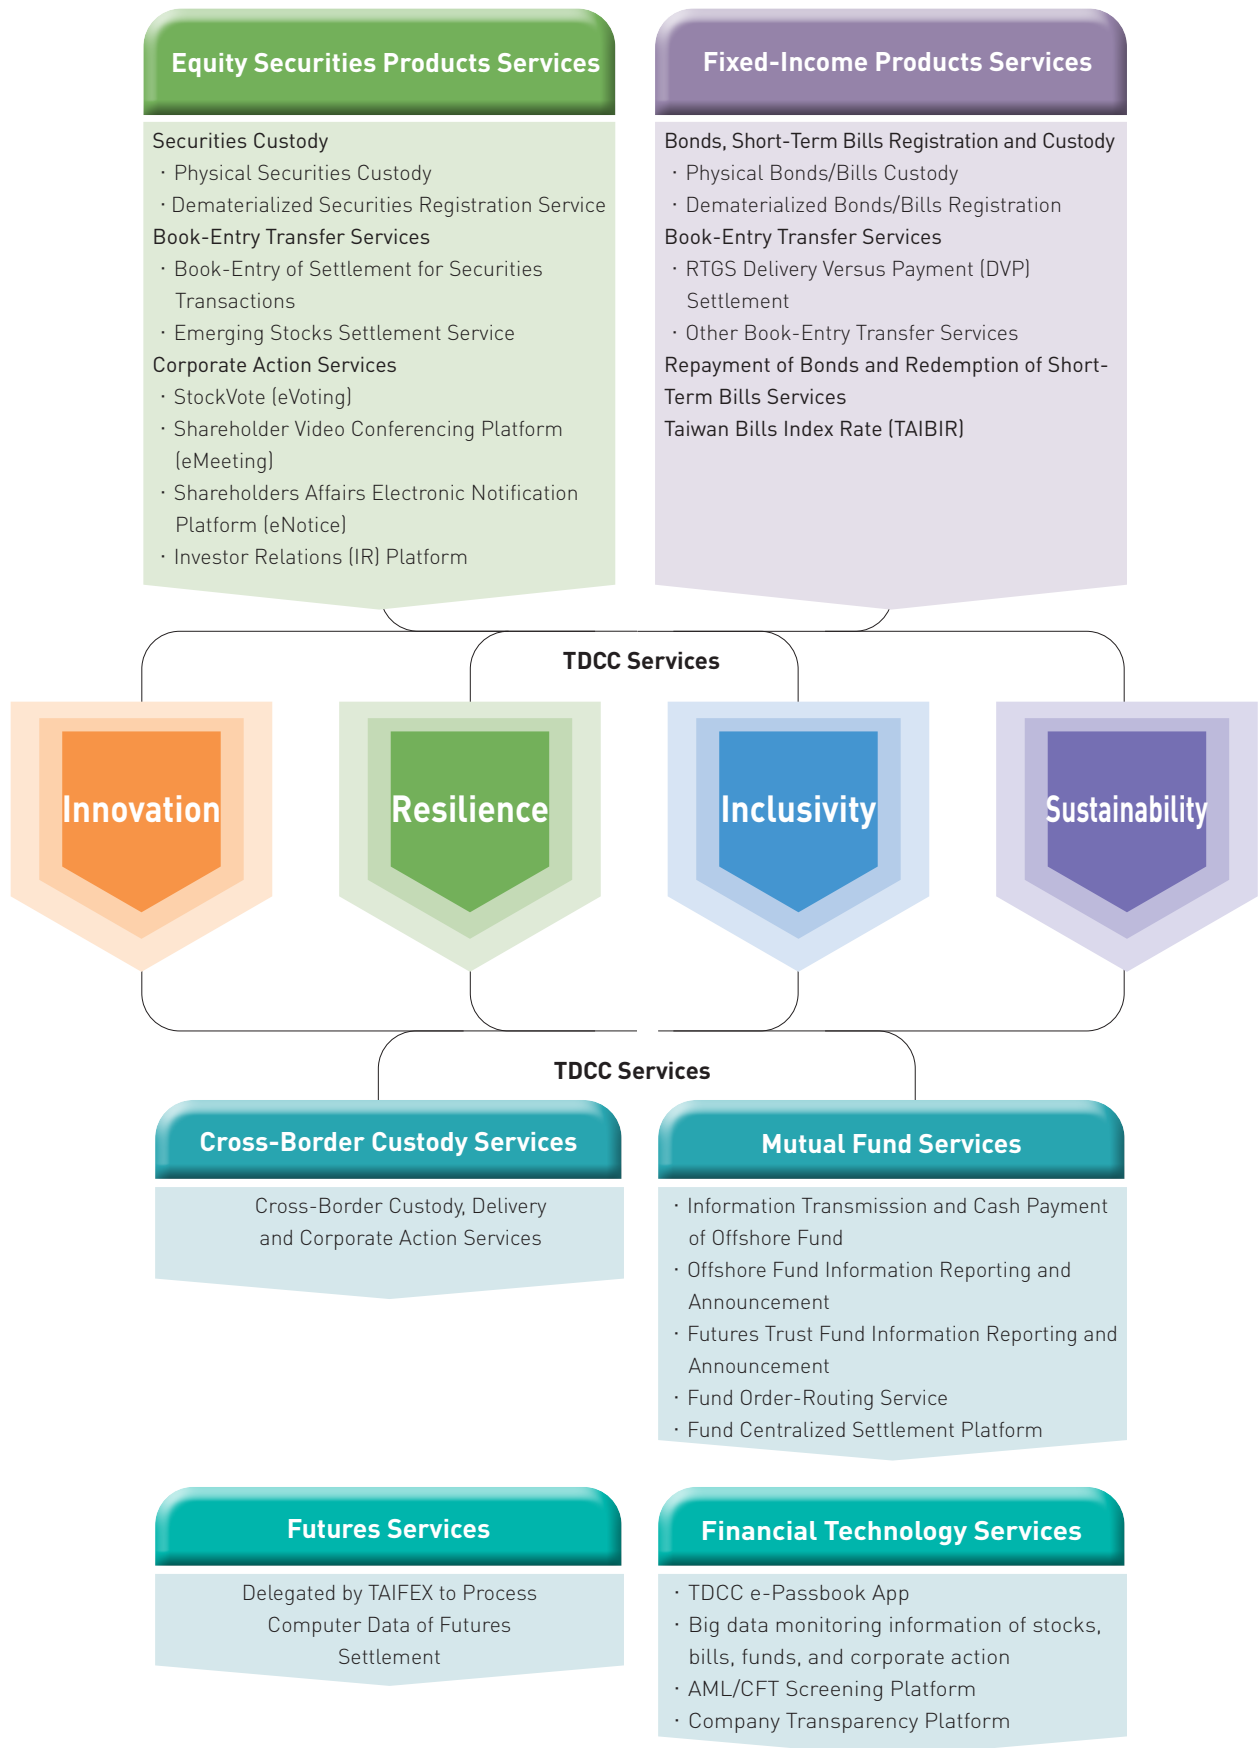 Equity Securities Products Services
Securities Custody
· Physical Securities Custody
· Dematerialized Securities Registration Service
Book-Entry Transfer Services
· Book-Entry of Settlement for Securities
Transactions
· Emerging Stocks Settlement Service
Corporate Action Services
· StockVote (eVoting)
· Shareholder Video Conferencing Platform
(eMeeting)
· Shareholders Affairs Electronic Notification
Platform (eNotice)
· Investor Relations (IR) Platform
Fixed-Income Products Services
Bonds, Short-Term Bills Registration and Custody
· Physical Bonds/Bills Custody
· Dematerialized Bonds/Bills Registration
Book-Entry Transfer Services
· RTGS Delivery Versus Payment (DVP)
Settlement
· Other Book-Entry Transfer Services
Repayment of Bonds and Redemption of Short-
Term Bills Services
Taiwan Bills Index Rate (TAIBIR)
TDCC Services
Innovation
Resilience
Inclusivity
Sustainability
TDCC Services
Cross-Border Custody Services
Cross-Border Custody, Delivery
and Corporate Action Services
Mutual Fund Services
· Information Transmission and Cash Payment
of Offshore Fund
· Offshore Fund Information Reporting and
Announcement
· Futures Trust Fund Information Reporting and
Announcement
· Fund Order-Routing Service
· Fund Centralized Settlement Platform
Futures Services
Delegated by TAIFEX to Process
Computer Data of Futures
Settlement
Financial Technology Services
· TDCC e-Passbook App
· Big data monitoring information of stocks,
bills, funds, and corporate action
· AML/CFT Screening Platform
· Company Transparency Platform